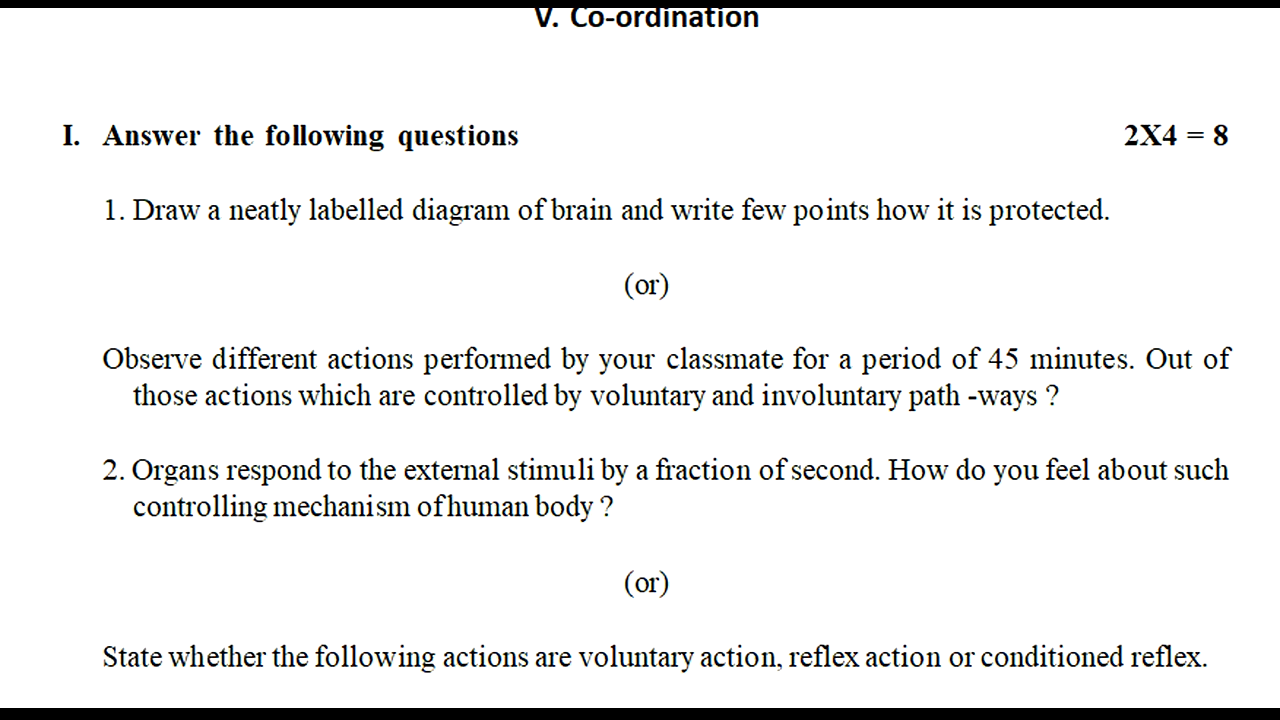 V. Co-ordination
I. Answer the following questions 2X4 = 8
1. Draw a neatly labelled diagram of brain and write few points how it is protected.
(or)
Observe different actions performed by your classmate for a period of 45 minutes. Out of
those actions which are controlled by voluntary and involuntary path -ways ?
2. Organs respond to the external stimuli by a fraction of second. How do you feel about such
controlling mechanism of human body ?
(or)
State whether the following actions are voluntary action, reflex action or conditioned reflex.